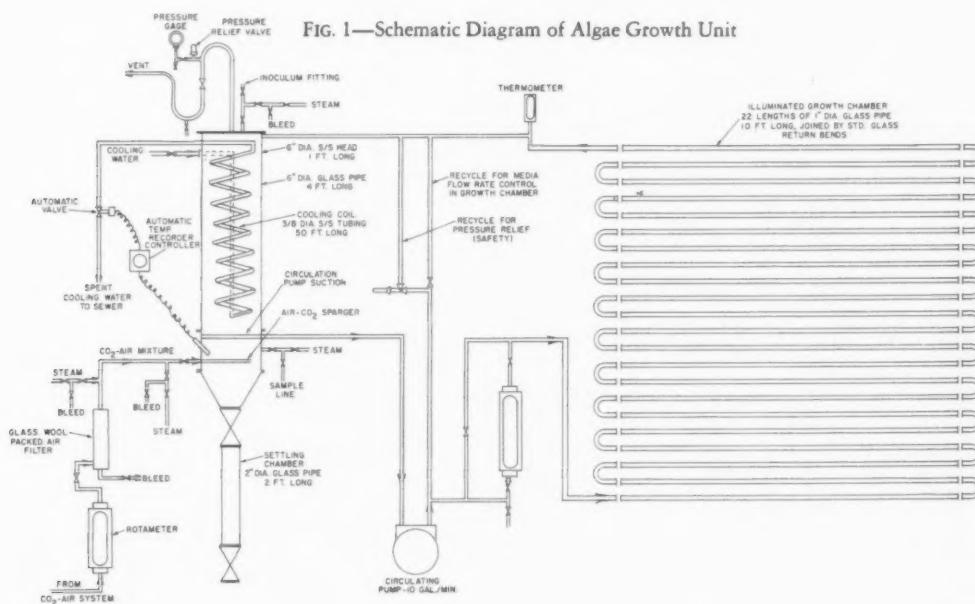 FIG. 1—Schematic Diagram of Algae Growth Unit
PRESSURE
GAGE
PRESSURE
RELIEF VALVE
VENT
INOCULUM FITTING
STEAM
BLEED
THERMOMETER
ILLUMINATED GROWTH CHAMBER
22 LENGTHS OF 1" DIA. GLASS PIPE
10 FT. LONG, JOINED BY STD. GLASS
RETURN BENDS
COOLING
WATER
6" DIA. S/S HEAD
1 FT. LONG
6" DIA. GLASS PIPE
4 FT. LONG
RECYCLE FOR MEDIA
FLOW RATE CONTROL
IN GROWTH CHAMBER
AUTOMATIC
VALVE
AUTOMATIC
TEMP.
RECORDER
CONTROLLER
COOLING COIL
3/8 DIA. S/S TUBING
50 FT. LONG
RECYCLE FOR
PRESSURE RELIEF
(SAFETY)
SPENT
COOLING WATER
TO SEWER
CIRCULATION
PUMP SUCTION
AIR-CO₂ SPARGER
CO₂-AIR MIXTURE
STEAM
STEAM
BLEED
BLEED
STEAM
SAMPLE
LINE
GLASS WOOL
PACKED AIR
FILTER
BLEED
SETTLING
CHAMBER
2" DIA. GLASS PIPE
2 FT. LONG
ROTAMETER
FROM
CO₂-AIR SYSTEM
CIRCULATING
PUMP-10 GAL./MIN.